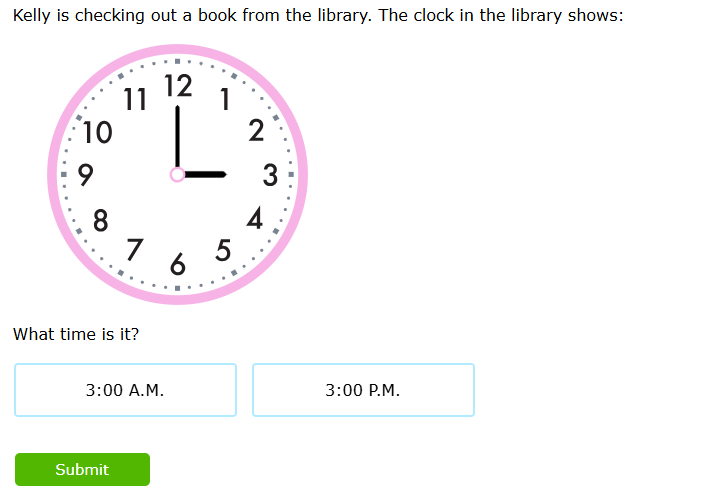 Kelly is checking out a book from the library. The clock in the library shows:
12
11
1
10
2
9
3
8
4
7
5
6
What time is it?
3:00 A.M.
3:00 P.M.
Submit